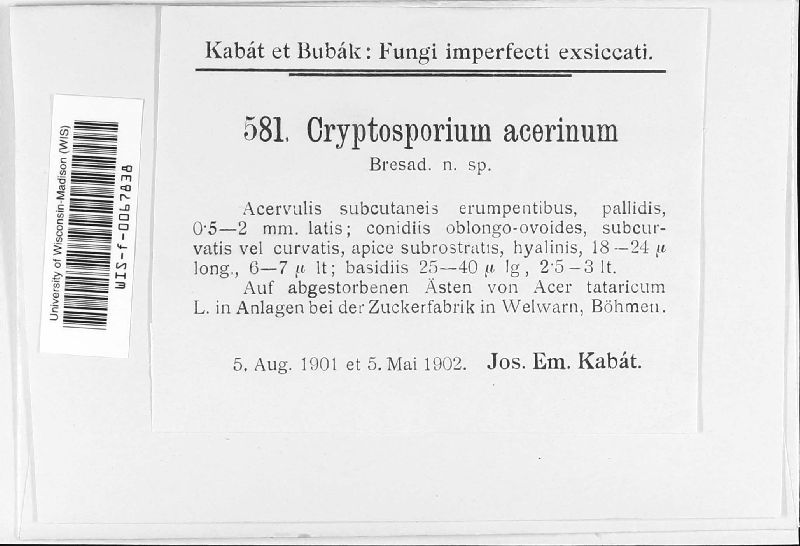 Kabát et Bubák: Fungi imperfecti exsiccati.
581. Cryptosporium acerinum
Bresad. n. sp.
Acervulis subcutaneis erumpentibus, pallidis,
0·5—2 mm. latis; conidiis oblongo-ovoides, subcur-
vatis vel curvatis, apice subrostratis, hyalinis, 18—24 μ
long., 6—7 μ lt; basidiis 25—40 μ lg, 2·5–3 lt.
Auf abgestorbenen Ästen von Acer tataricum
L. in Anlagen bei der Zuckerfabrik in Welwarn, Böhmen.
5. Aug. 1901 et 5. Mai 1902. Jos. Em. Kabát.
University of Wisconsin-Madison (WIS)
WIS-f-0067838